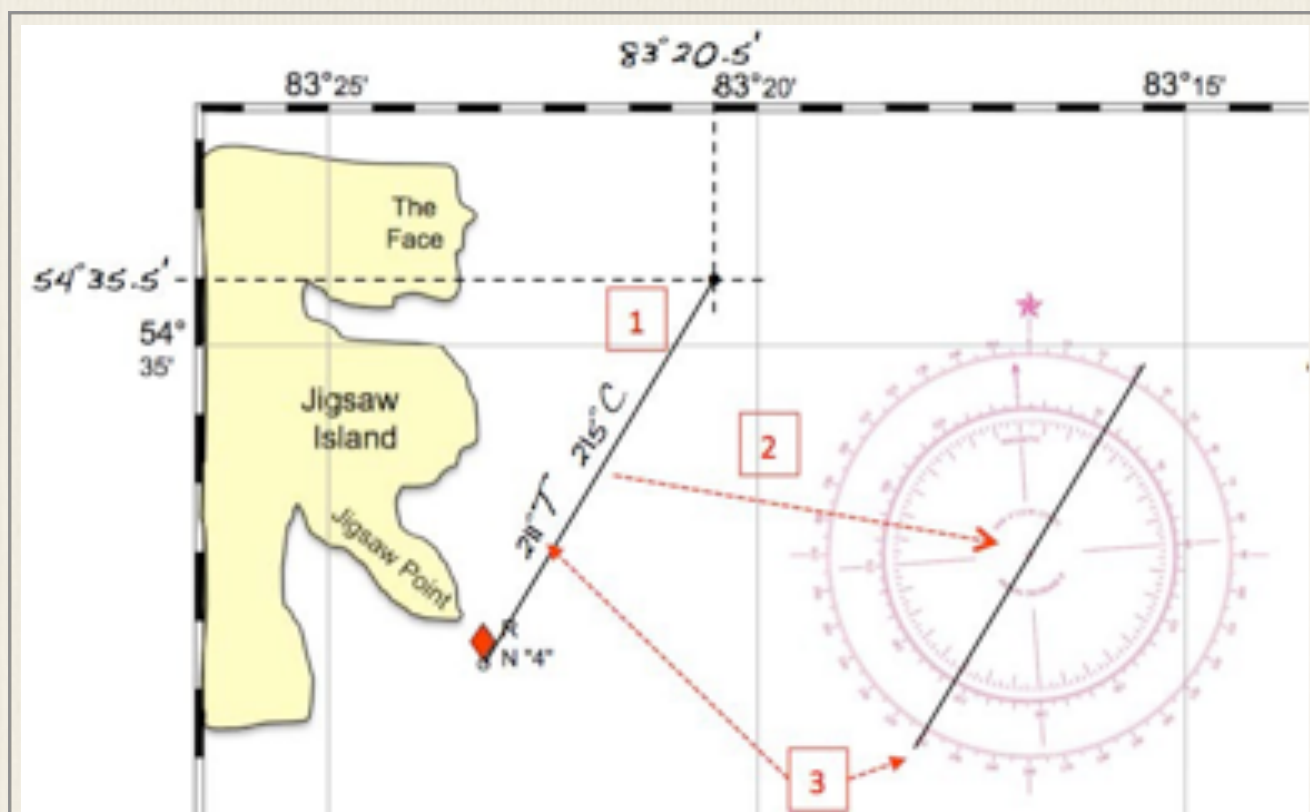 83°20.5'
83°25'
83°20'
83°15'
The
Face
54°35.5'
54°
35'
1
Jigsaw
Island
215°C
2
211°T
Jigsaw Point
R
N "4"
3